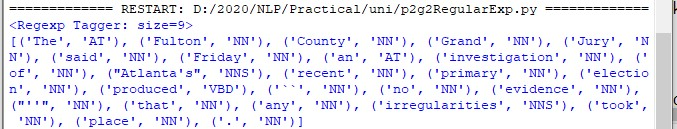 ============= RESTART: D:/2020/NLP/Practical/uni/p2g2RegularExp.py =============
<Regexp Tagger: size=9>
[('The', 'AT'), ('Fulton', 'NN'), ('County', 'NN'), ('Grand', 'NN'), ('Jury', 'N
N'), ('said', 'NN'), ('Friday', 'NN'), ('an', 'AT'), ('investigation', 'NN'), ('
of', 'NN'), ("Atlanta's", 'NNS'), ('recent', 'NN'), ('primary', 'NN'), ('electio
n', 'NN'), ('produced', 'VBD'), ('``', 'NN'), ('no', 'NN'), ('evidence', 'NN'),
("''", 'NN'), ('that', 'NN'), ('any', 'NN'), ('irregularities', 'NNS'), ('took',
'NN'), ('place', 'NN'), ('.', 'NN')]